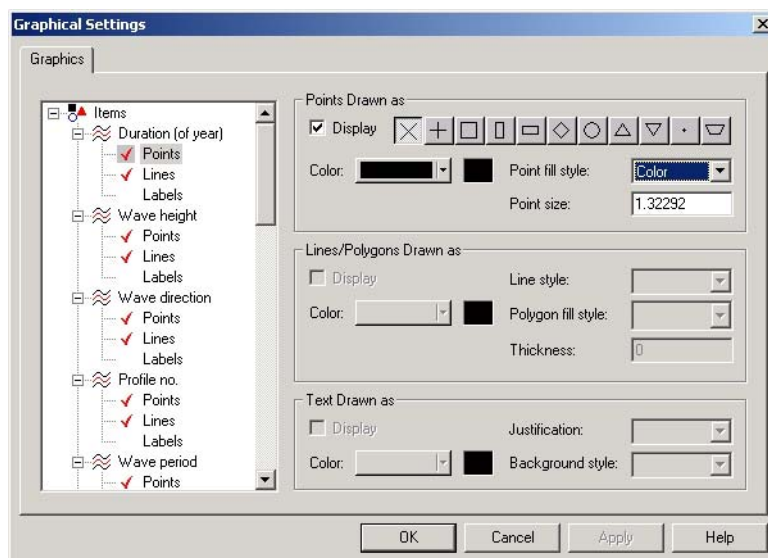 Graphical Settings
Graphics
Items
Duration (of year)
Points
Lines
Labels
Wave height
Points
Lines
Labels
Wave direction
Points
Lines
Labels
Profile no.
Points
Lines
Labels
Wave period
Points
Points Drawn as
Display
Color:
Point fill style: Color
Point size: 1.32292
Lines/Polygons Drawn as
Display
Line style:
Color:
Polygon fill style:
Thickness: 0
Text Drawn as
Display
Justification:
Color:
Background style:
OK Cancel Apply Help